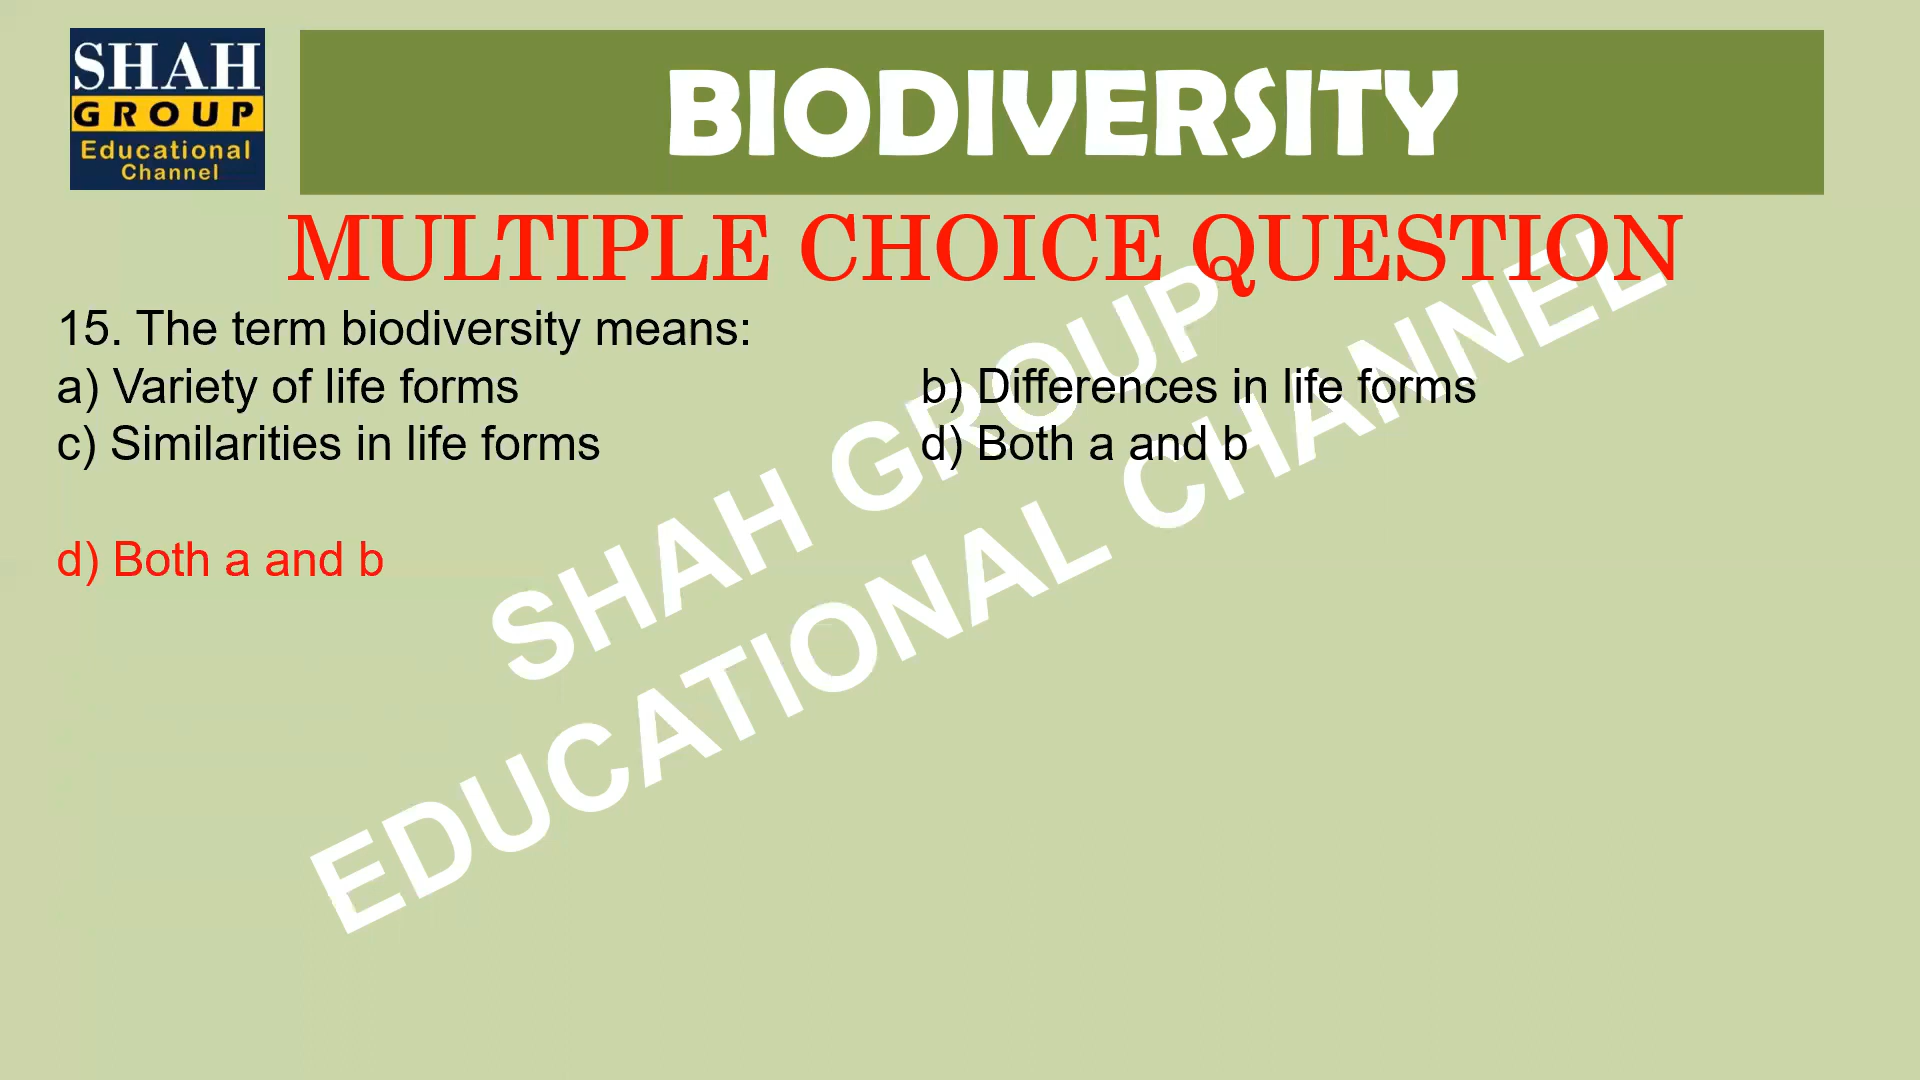 SHAH
GROUP
Educational
Channel
BIODIVERSITY
MULTIPLE CHOICE QUESTION
15. The term biodiversity means:
a) Variety of life forms
b) Differences in life forms
c) Similarities in life forms
d) Both a and b
d) Both a and b
SHAH GROUP
EDUCATIONAL CHANNEL